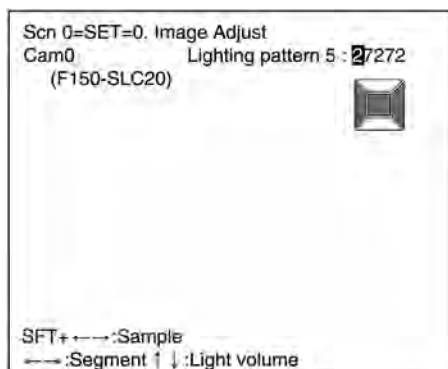 Scn 0=SET=0. Image Adjust
Cam0 Lighting pattern 5 : 27272
(F150-SLC20)
SFT+←→:Sample
←→:Segment ↑ ↓:Light volume